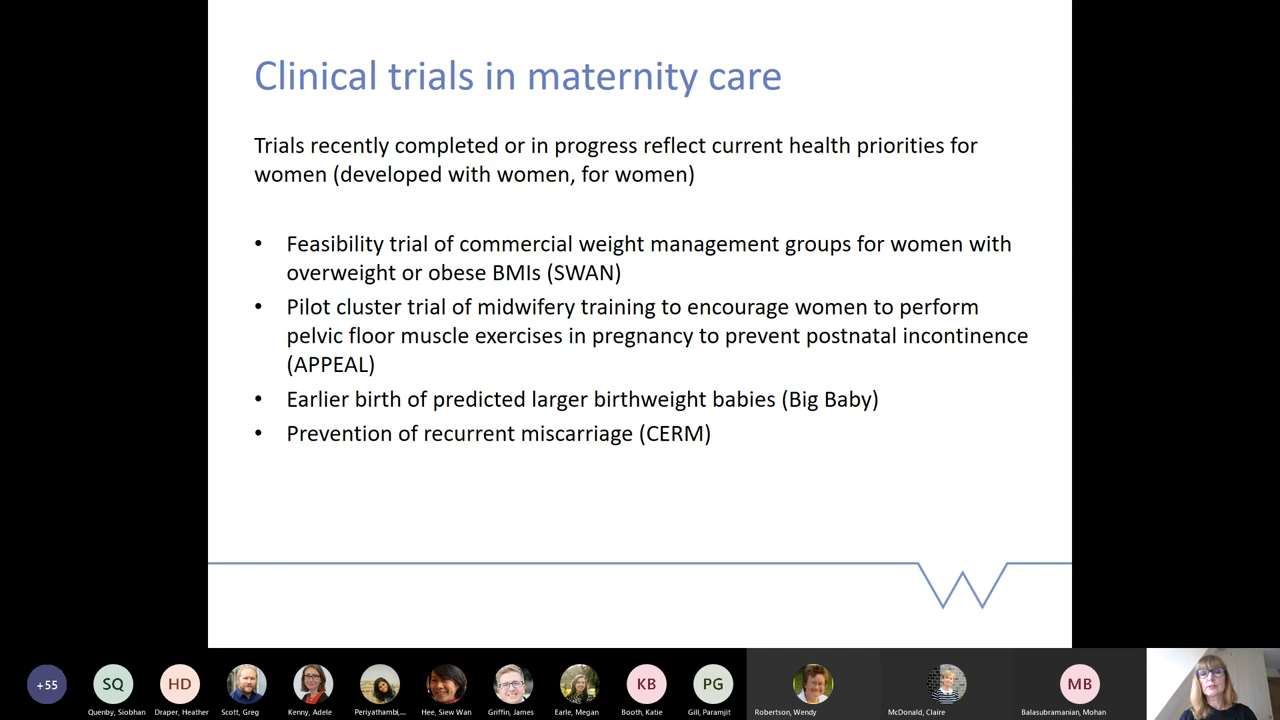 Clinical trials in maternity care
Trials recently completed or in progress reflect current health priorities for
women (developed with women, for women)
• Feasibility trial of commercial weight management groups for women with
overweight or obese BMIs (SWAN)
• Pilot cluster trial of midwifery training to encourage women to perform
pelvic floor muscle exercises in pregnancy to prevent postnatal incontinence
(APPEAL)
• Earlier birth of predicted larger birthweight babies (Big Baby)
• Prevention of recurrent miscarriage (CERM)
+55
SQ
HD
KB
PG
MB
Quenby, Siobhan
Draper, Heather
Scott, Greg
Kenny, Adele
Periyathambi,...
Hee, Siew Wan
Griffin, James
Earle, Megan
Booth, Katie
Gill, Paramjit
Robertson, Wendy
McDonald, Claire
Balasubramanian, Mohan